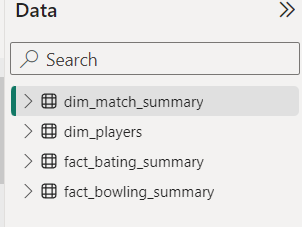 Data
Search
dim_match_summary
dim_players
fact_bating_summary
fact_bowling_summary